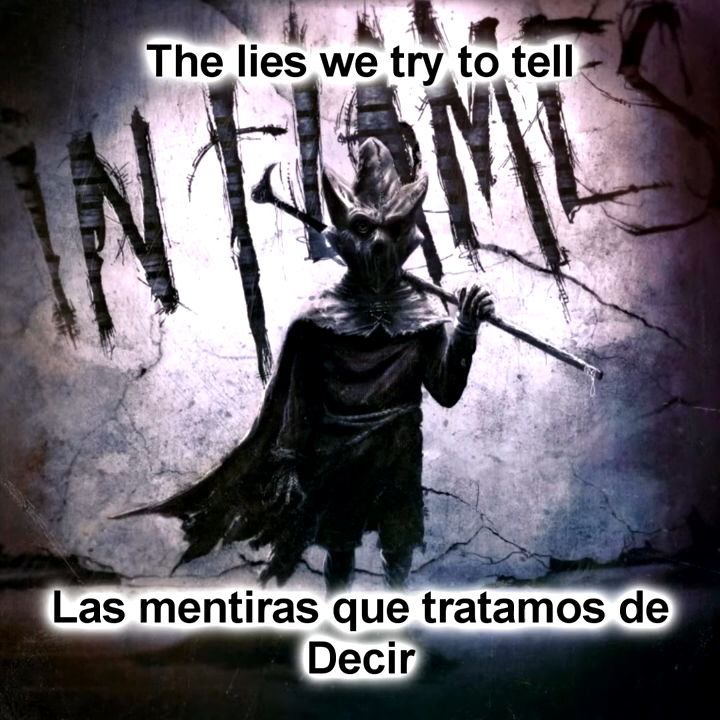 The lies we try to tell
IN FLAMES
Las mentiras que tratamos de
Decir